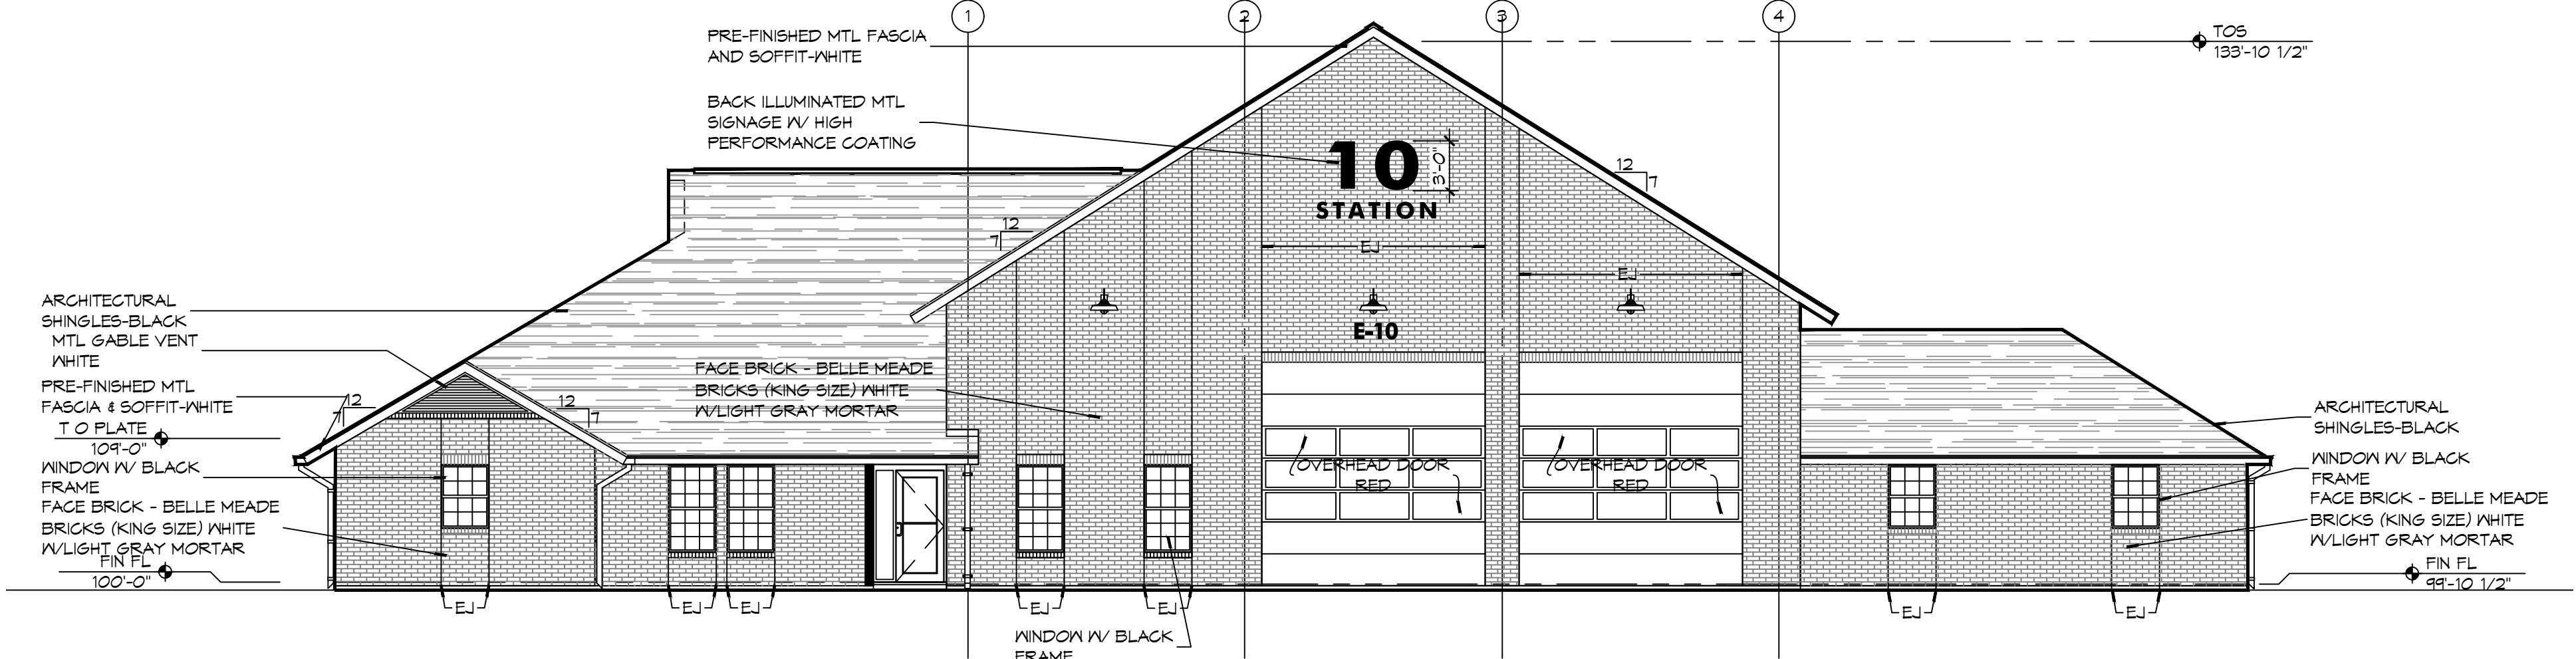 1
2
3
4
PRE-FINISHED MTL FASCIA
AND SOFFIT-WHITE
TOS
133'-10 1/2"
BACK ILLUMINATED MTL
SIGNAGE W/ HIGH
PERFORMANCE COATING
10
3'-0"
STATION
12
7
12
7
EJ
EJ
E-10
ARCHITECTURAL
SHINGLES-BLACK
MTL GABLE VENT
WHITE
PRE-FINISHED MTL
FASCIA & SOFFIT-WHITE
12
7
12
7
T O PLATE
109'-0"
WINDOW W/ BLACK
FRAME
FACE BRICK - BELLE MEADE
BRICKS (KING SIZE) WHITE
W/LIGHT GRAY MORTAR
FIN FL
100'-0"
FACE BRICK - BELLE MEADE
BRICKS (KING SIZE) WHITE
W/LIGHT GRAY MORTAR
OVERHEAD DOOR
RED
OVERHEAD DOOR
RED
ARCHITECTURAL
SHINGLES-BLACK
WINDOW W/ BLACK
FRAME
FACE BRICK - BELLE MEADE
BRICKS (KING SIZE) WHITE
W/LIGHT GRAY MORTAR
FIN FL
99'-10 1/2"
EJ
EJ
EJ
EJ
EJ
EJ
EJ
WINDOW W/ BLACK
FRAME